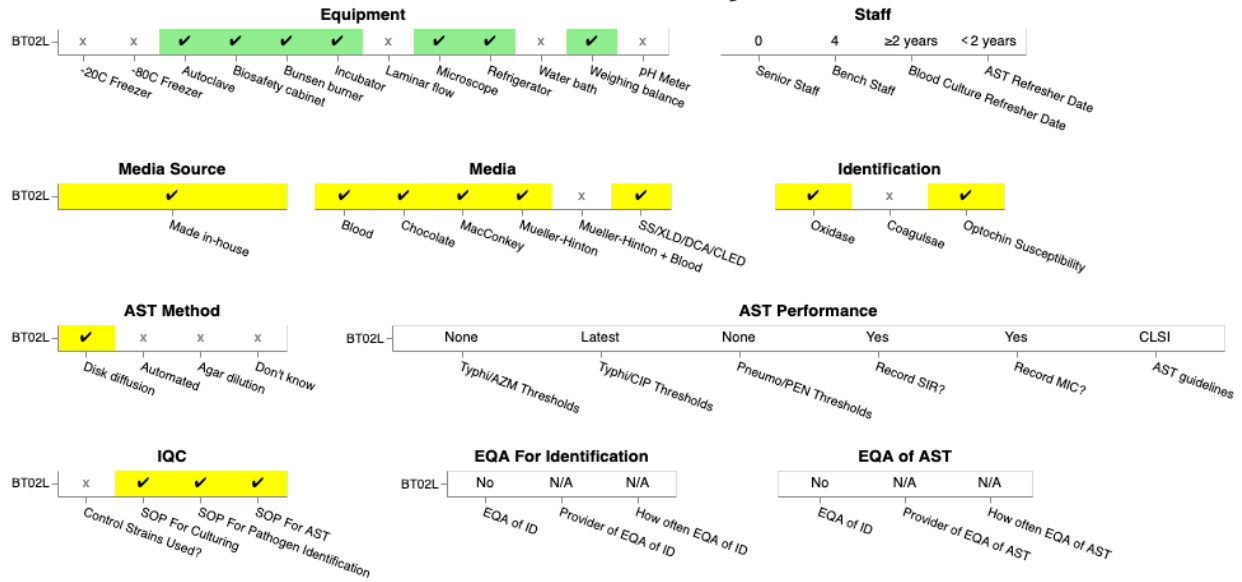 Equipment
Staff
BT02L
x x ✔ ✔ ✔ ✔ x ✔ ✔ x ✔ x
0 4 ≥2 years <2 years
-20C Freezer
-80C Freezer
Autoclave
Biosafety cabinet
Bunsen burner
Incubator
Laminar flow
Microscope
Refrigerator
Water bath
Weighing balance
pH Meter
Senior Staff
Bench Staff
Blood Culture Refresher Date
AST Refresher Date
Media Source
Media
Identification
BT02L
✔
✔ ✔ ✔ ✔ x ✔
✔ x ✔
Made in-house
Blood
Chocolate
MacConkey
Mueller-Hinton
Mueller-Hinton + Blood
SS/XLD/DCA/CLED
Oxidase
Coagulsae
Optochin Susceptibility
AST Method
AST Performance
BT02L
✔ x x x
BT02L
None Latest None Yes Yes CLSI
Disk diffusion
Automated
Agar dilution
Don't know
Typhi/AZM Thresholds
Typhi/CIP Thresholds
Pneumo/PEN Thresholds
Record SIR?
Record MIC?
AST guidelines
IQC
EQA For Identification
EQA of AST
BT02L
x ✔ ✔ ✔
BT02L
No N/A N/A
No N/A N/A
Control Strains Used?
SOP For Culturing
SOP For Pathogen Identification
SOP For AST
EQA of ID
Provider of EQA of ID
How often EQA of ID
EQA of ID
Provider of EQA of AST
How often EQA of AST